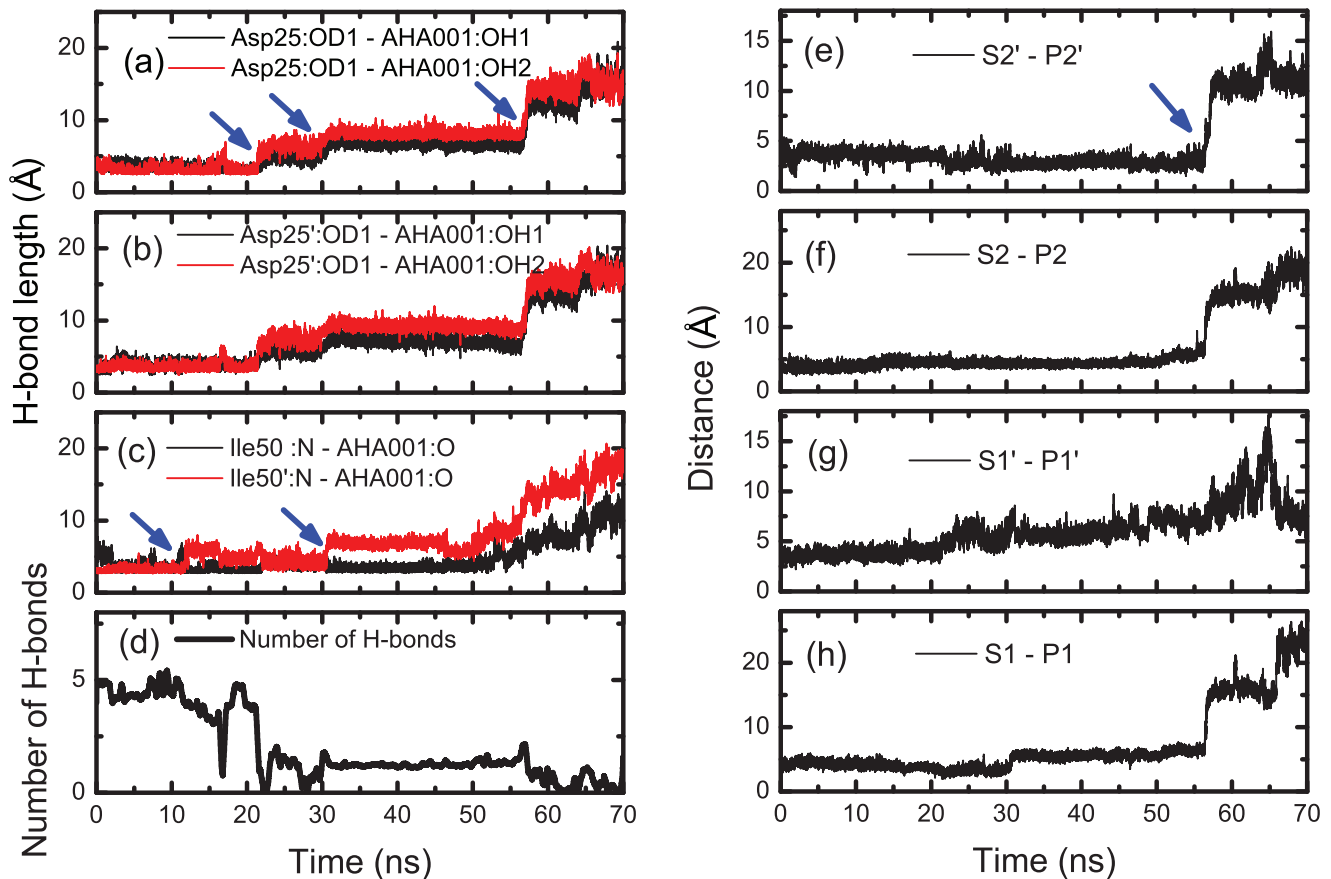 H-bond length (Å)
Number of H-bonds
(a)
Asp25:OD1 - AHA001:OH1
Asp25:OD1 - AHA001:OH2
20
10
0
(b)
Asp25':OD1 - AHA001:OH1
Asp25':OD1 - AHA001:OH2
20
10
0
(c)
Ile50 :N - AHA001:O
Ile50':N - AHA001:O
20
10
0
(d)
Number of H-bonds
5
0
0 10 20 30 40 50 60 70
Time (ns)
Distance (Å)
(e)
S2' - P2'
15
10
5
0
(f)
S2 - P2
20
10
0
(g)
S1' - P1'
15
10
5
0
(h)
S1 - P1
20
10
0
0 10 20 30 40 50 60 70
Time (ns)